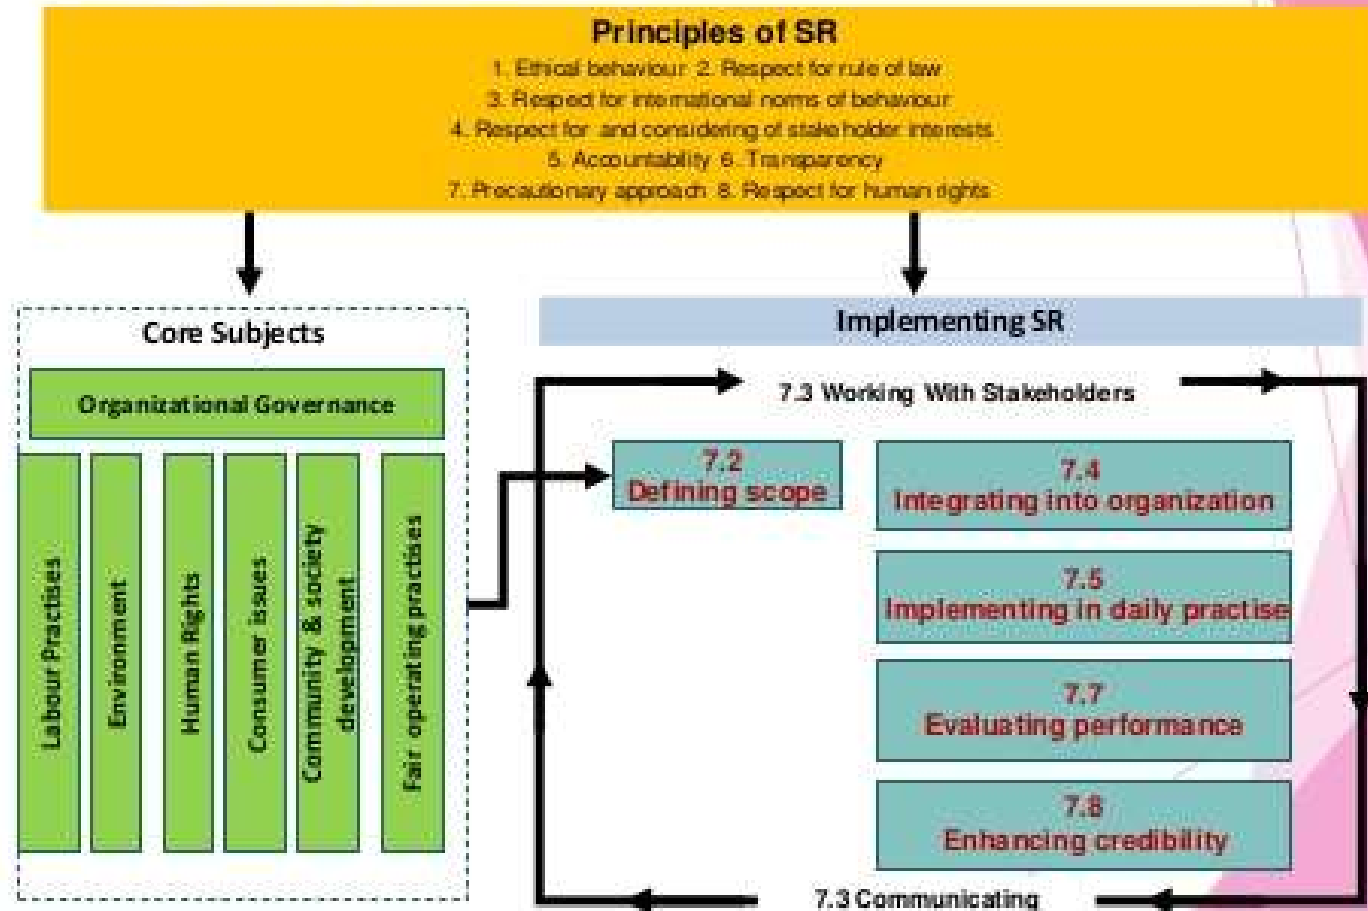 Principles of SR
1. Ethical behaviour 2. Respect for rule of law
3. Respect for international norms of behaviour
4. Respect for and considering of stakeholder interests
5. Accountability 6. Transparency
7. Precautionary approach 8. Respect for human rights
Core Subjects
Organizational Governance
Labour Practises
Environment
Human Rights
Consumer issues
Community & society
development
Fair operating practises
Implementing SR
7.3 Working With Stakeholders
7.2
Defining scope
7.4
Integrating into organization
7.5
Implementing in daily practise
7.7
Evaluating performance
7.8
Enhancing credibility
7.3 Communicating